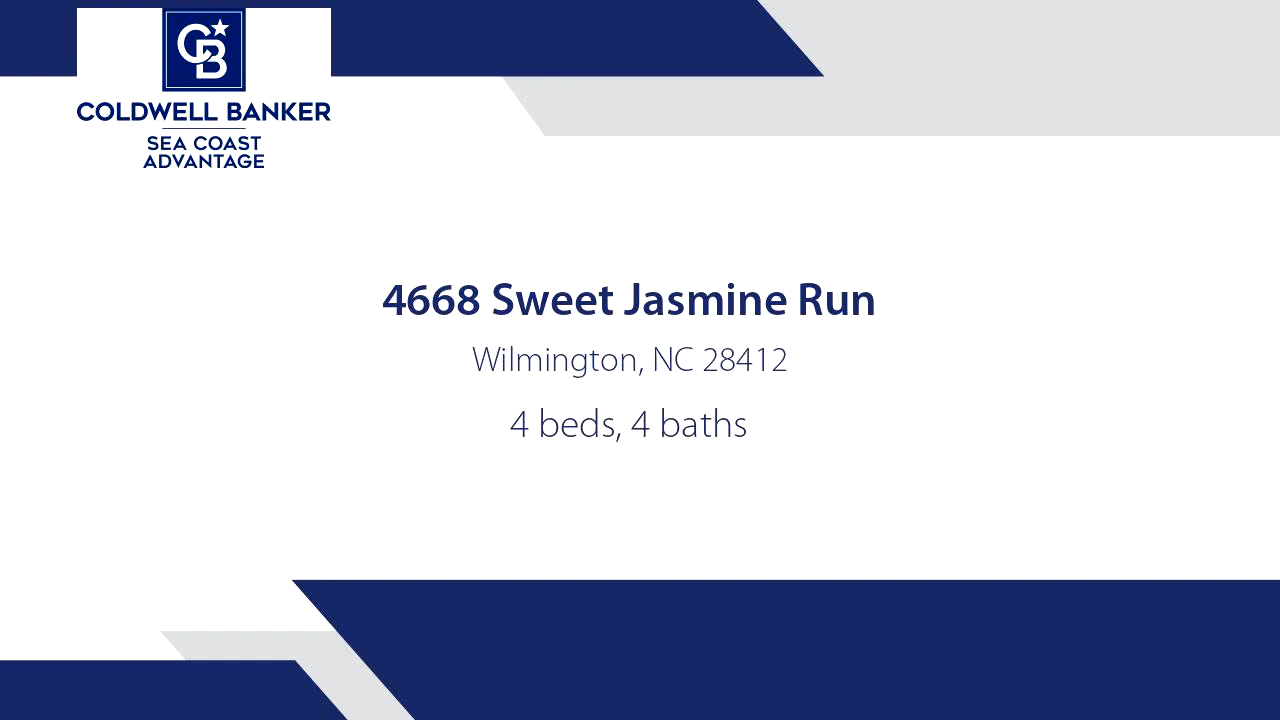 CB
COLDWELL BANKER
SEA COAST
ADVANTAGE
4668 Sweet Jasmine Run
Wilmington, NC 28412
4 beds, 4 baths